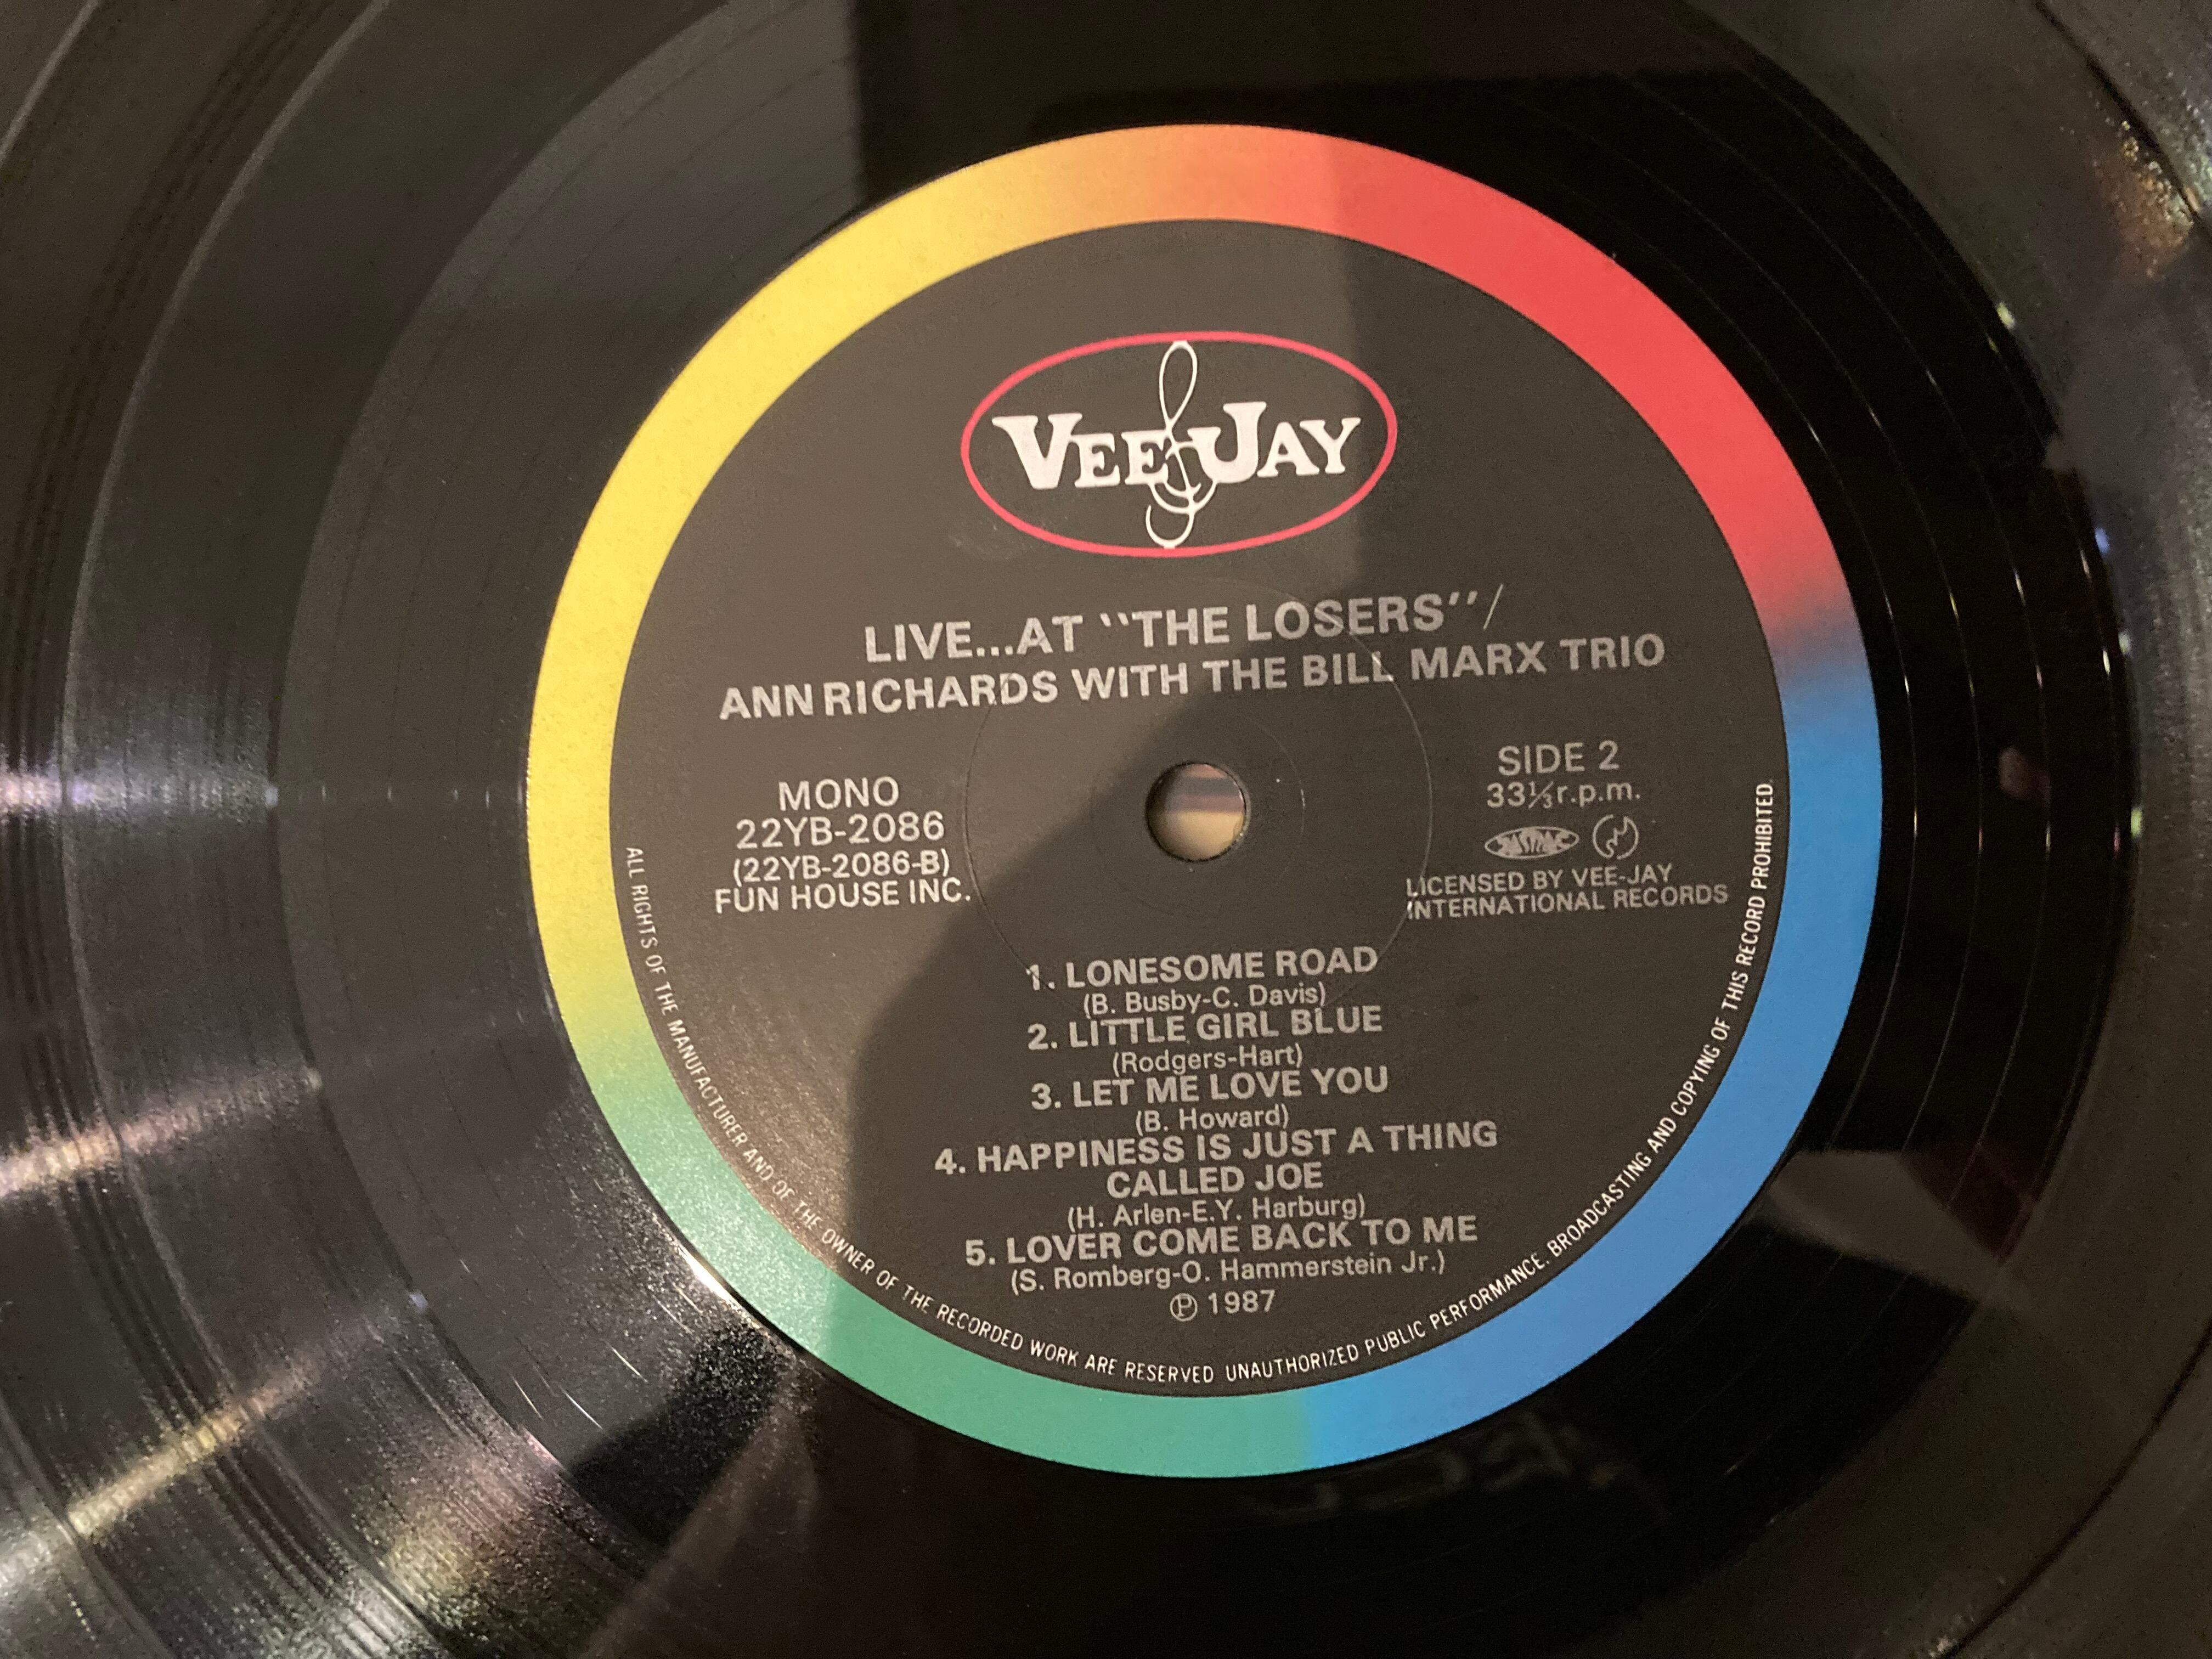 VEE JAY
LIVE...AT "THE LOSERS"/
ANN RICHARDS WITH THE BILL MARX TRIO
MONO
22YB-2086
(22YB-2086-B)
FUN HOUSE INC.
SIDE 2
33⅓r.p.m.
JASRAC
LICENSED BY VEE-JAY
INTERNATIONAL RECORDS
1. LONESOME ROAD
(B. Busby-C. Davis)
2. LITTLE GIRL BLUE
(Rodgers-Hart)
3. LET ME LOVE YOU
(B. Howard)
4. HAPPINESS IS JUST A THING
CALLED JOE
(H. Arlen-E.Y. Harburg)
5. LOVER COME BACK TO ME
(S. Romberg-O. Hammerstein Jr.)
Ⓟ 1987
ALL RIGHTS OF THE MANUFACTURER AND OF THE OWNER OF THE RECORDED WORK ARE RESERVED UNAUTHORIZED PUBLIC PERFORMANCE. BROADCASTING AND COPYING OF THIS RECORD PROHIBITED.